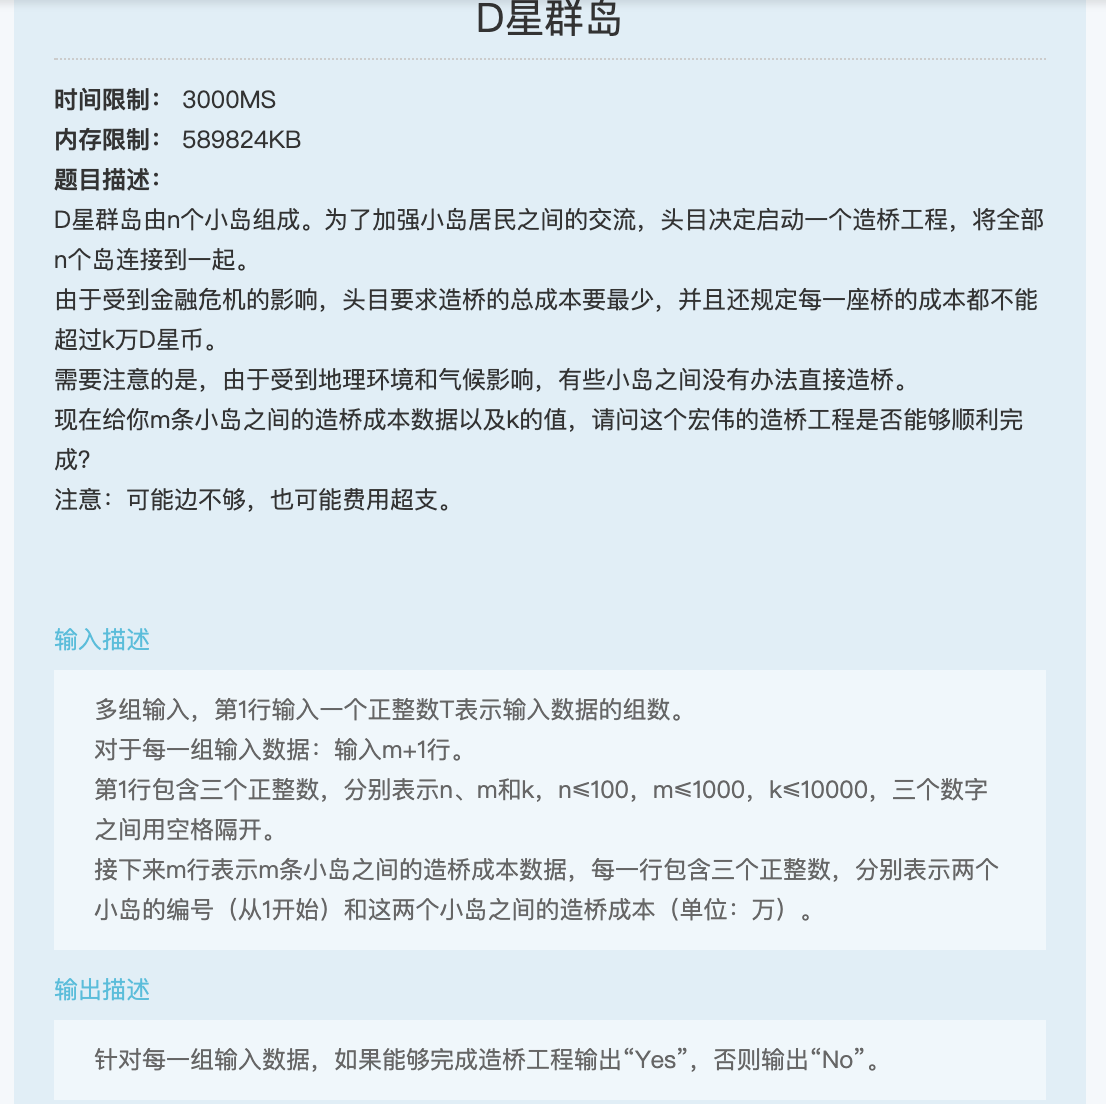 D星群岛
时间限制： 3000MS
内存限制： 589824KB
题目描述：
D星群岛由n个小岛组成。为了加强小岛居民之间的交流，头目决定启动一个造桥工程，将全部
n个岛连接到一起。
由于受到金融危机的影响，头目要求造桥的总成本要最少，并且还规定每一座桥的成本都不能
超过k万D星币。
需要注意的是，由于受到地理环境和气候影响，有些小岛之间没有办法直接造桥。
现在给你m条小岛之间的造桥成本数据以及k的值，请问这个宏伟的造桥工程是否能够顺利完
成?
注意：可能边不够，也可能费用超支。
输入描述
多组输入，第1行输入一个正整数T表示输入数据的组数。
对于每一组输入数据：输入m+1行。
第1行包含三个正整数，分别表示n、m和k，n≤100，m≤1000，k≤10000，三个数字
之间用空格隔开。
接下来m行表示m条小岛之间的造桥成本数据，每一行包含三个正整数，分别表示两个
小岛的编号（从1开始）和这两个小岛之间的造桥成本（单位：万）。
输出描述
针对每一组输入数据，如果能够完成造桥工程输出“Yes”，否则输出“No”。